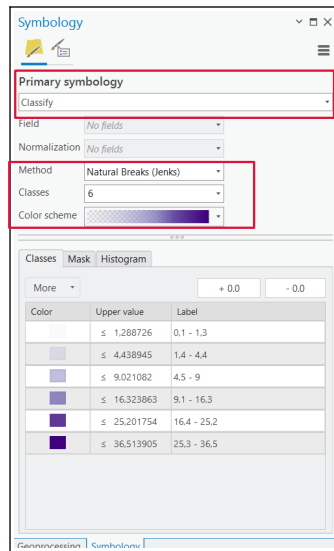 Symbology
Primary symbology
Classify
Field No fields
Normalization No fields
Method Natural Breaks (Jenks)
Classes 6
Color scheme
Classes Mask Histogram
More + 0.0 - 0.0
Color Upper value Label
≤ 1,288726 0,1 - 1,3
≤ 4,438945 1,4 - 4,4
≤ 9,021082 4,5 - 9
≤ 16,323863 9,1 - 16,3
≤ 25,201754 16,4 - 25,2
≤ 36,513905 25,3 - 36,5
Geoprocessing Symbology